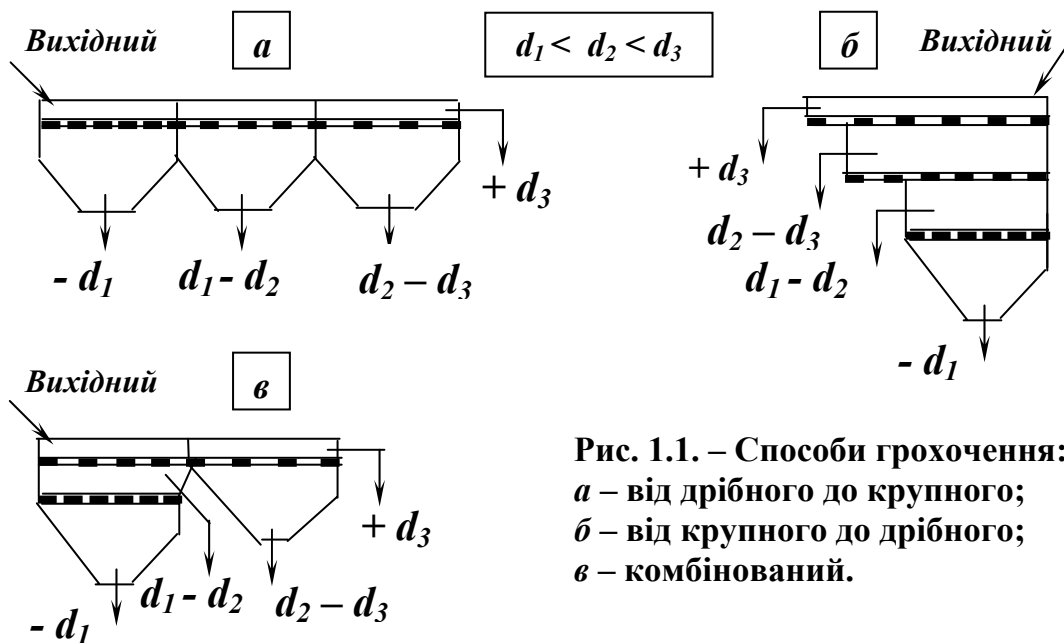 Вихідний
а
d1 < d2 < d3
б
Вихідний
+ d3
- d1
d1 - d2
d2 – d3
+ d3
d2 – d3
d1 - d2
- d1
Вихідний
в
+ d3
d1 – d2
d2 – d3
- d1
Рис. 1.1. – Способи грохочення:
а – від дрібного до крупного;
б – від крупного до дрібного;
в – комбінований.